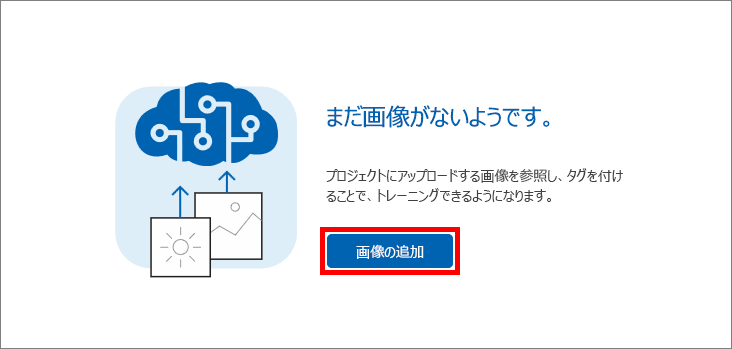 まだ画像がないようです。
プロジェクトにアップロードする画像を参照し、タグを付け
ることで、トレーニングできるようになります。
画像の追加